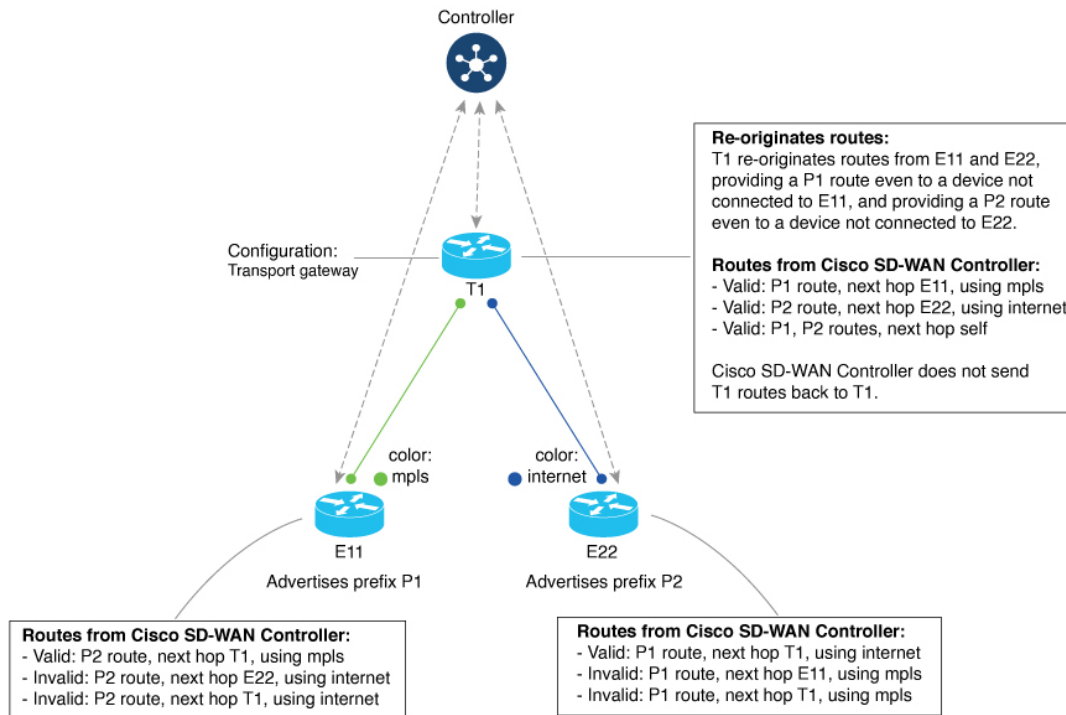 Controller
Re-originates routes:
T1 re-originates routes from E11 and E22,
providing a P1 route even to a device not
connected to E11, and providing a P2 route
even to a device not connected to E22.
Routes from Cisco SD-WAN Controller:
- Valid: P1 route, next hop E11, using mpls
- Valid: P2 route, next hop E22, using internet
- Valid: P1, P2 routes, next hop self
Cisco SD-WAN Controller does not send
T1 routes back to T1.
Configuration:
Transport gateway
T1
color:
mpls
color:
internet
E11
Advertises prefix P1
E22
Advertises prefix P2
Routes from Cisco SD-WAN Controller:
- Valid: P2 route, next hop T1, using mpls
- Invalid: P2 route, next hop E22, using internet
- Invalid: P2 route, next hop T1, using internet
Routes from Cisco SD-WAN Controller:
- Valid: P1 route, next hop T1, using internet
- Invalid: P1 route, next hop E11, using mpls
- Invalid: P1 route, next hop T1, using mpls